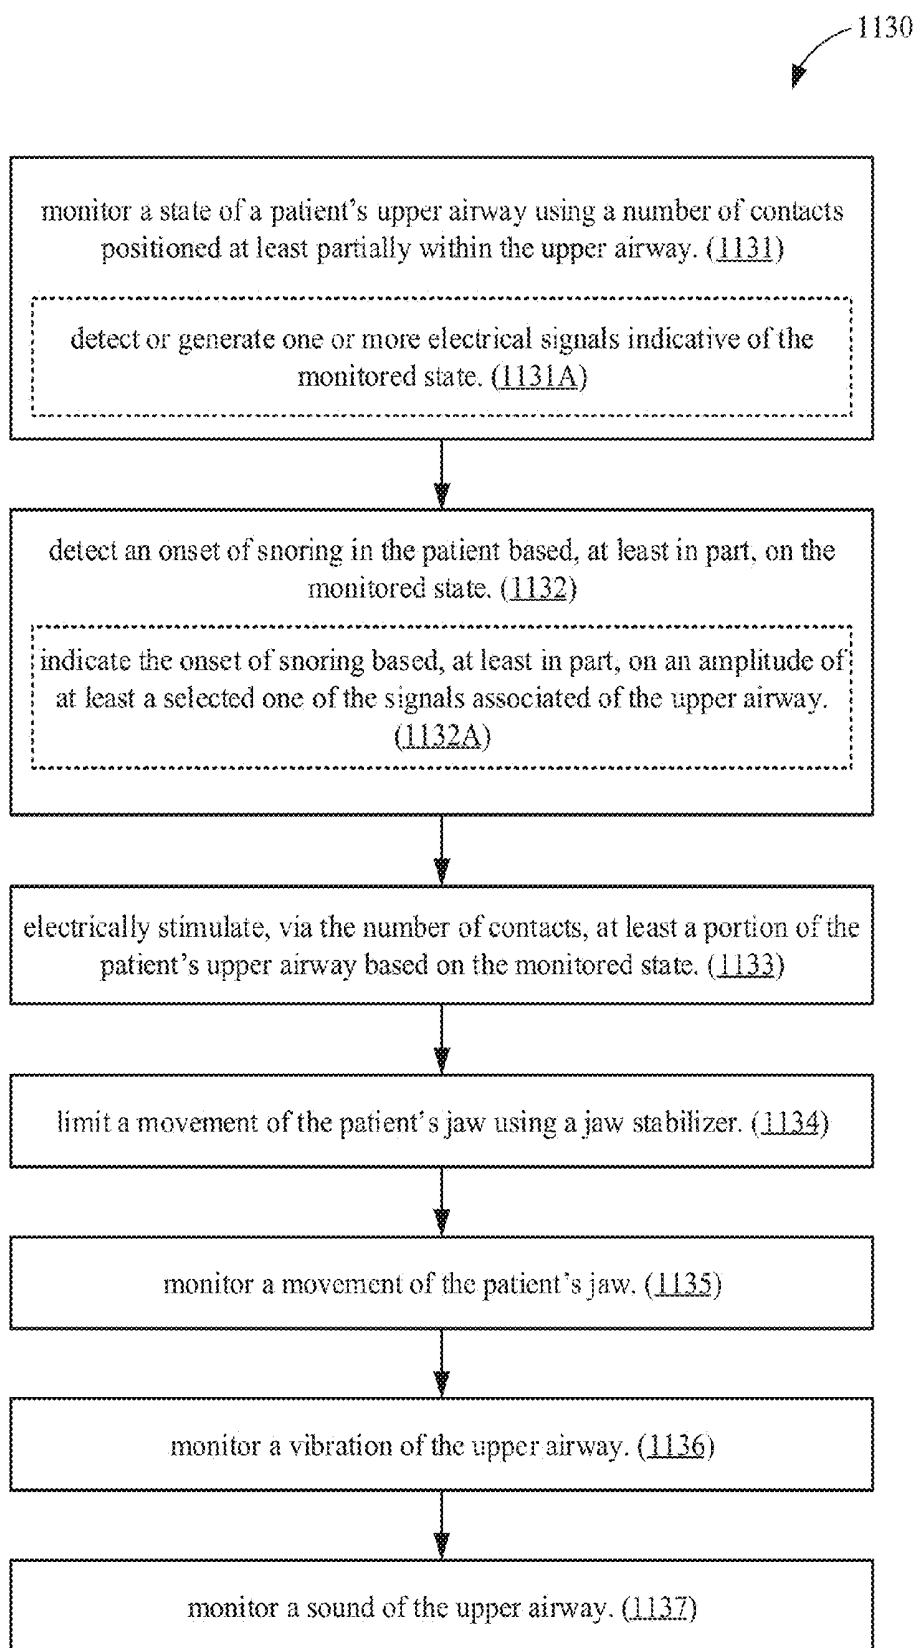 1130
monitor a state of a patient's upper airway using a number of contacts
positioned at least partially within the upper airway. (1131)
detect or generate one or more electrical signals indicative of the
monitored state. (1131A)
detect an onset of snoring in the patient based, at least in part, on the
monitored state. (1132)
indicate the onset of snoring based, at least in part, on an amplitude of
at least a selected one of the signals associated of the upper airway.
(1132A)
electrically stimulate, via the number of contacts, at least a portion of the
patient's upper airway based on the monitored state. (1133)
limit a movement of the patient's jaw using a jaw stabilizer. (1134)
monitor a movement of the patient's jaw. (1135)
monitor a vibration of the upper airway. (1136)
monitor a sound of the upper airway. (1137)